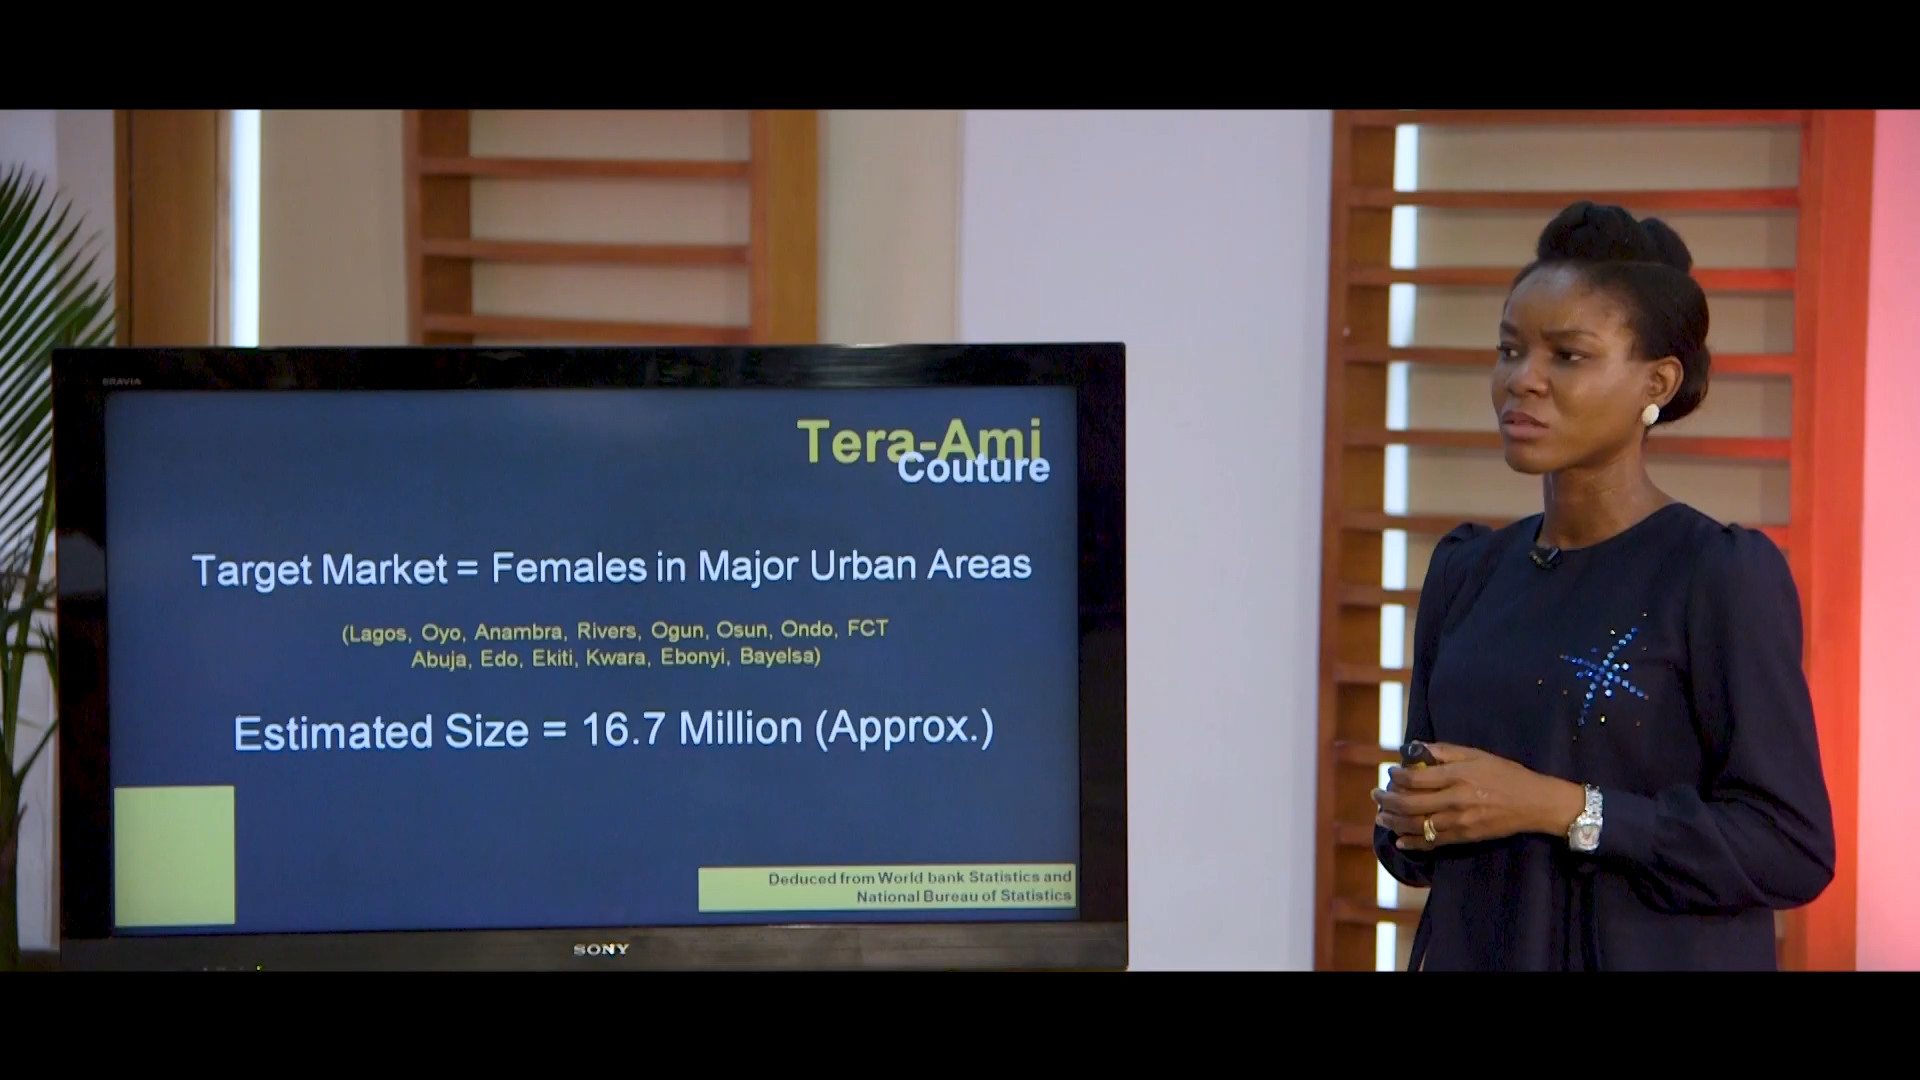 BRAVIA
Tera-Ami
Couture
Target Market = Females in Major Urban Areas
(Lagos, Oyo, Anambra, Rivers, Ogun, Osun, Ondo, FCT
Abuja, Edo, Ekiti, Kwara, Ebonyi, Bayelsa)
Estimated Size = 16.7 Million (Approx.)
Deduced from World bank Statistics and
National Bureau of Statistics
SONY